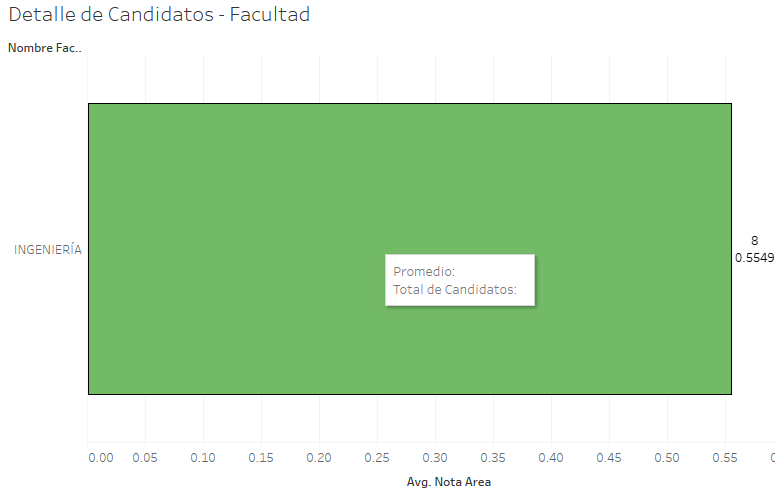 Detalle de Candidatos - Facultad
Nombre Fac..
INGENIERÍA
8
0.5549
Promedio:
Total de Candidatos:
0.00 0.05 0.10 0.15 0.20 0.25 0.30 0.35 0.40 0.45 0.50 0.55
Avg. Nota Area